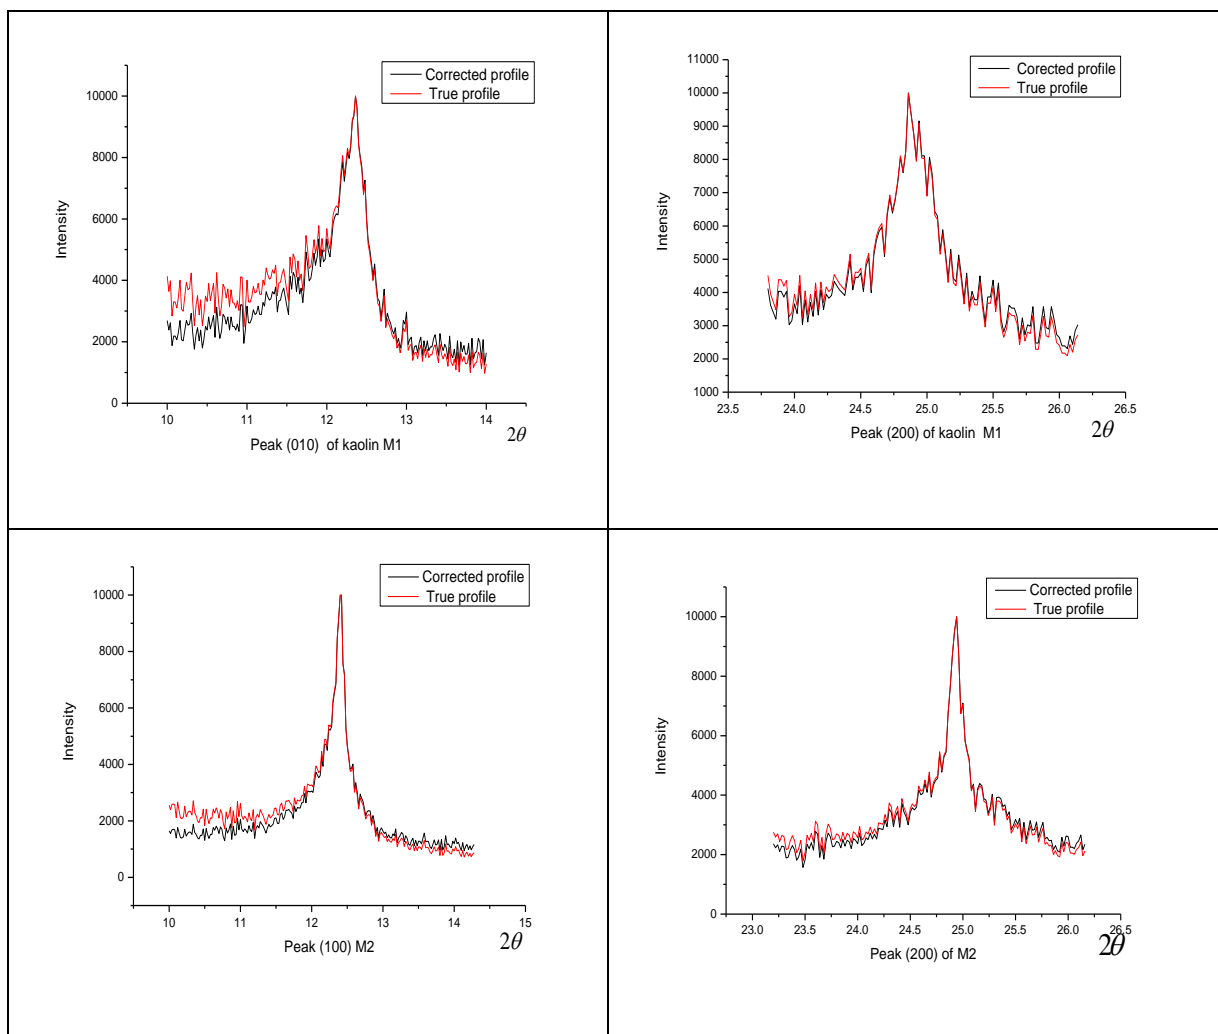 Corrected profile
True profile
11000
10000
8000
6000
4000
2000
0
Intensity
10
11
12
13
14
2θ
Peak (010) of kaolin M1
Corected profile
True profile
11000
10000
9000
8000
7000
6000
5000
4000
3000
2000
1000
Intensity
23.5
24.0
24.5
25.0
25.5
26.0
26.5
2θ
Peak (200) of kaolin M1
Corrected profile
True profile
10000
8000
6000
4000
2000
0
Intensity
10
11
12
13
14
15
2θ
Peak (100) M2
Corrected profile
True profile
10000
8000
6000
4000
2000
0
Intensity
23.0
23.5
24.0
24.5
25.0
25.5
26.0
26.5
2θ
Peak (200) of M2